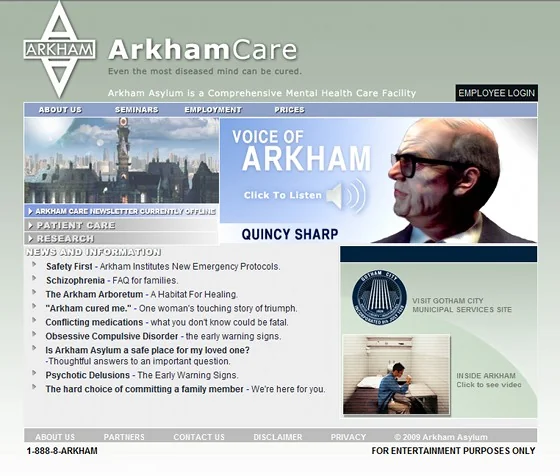 ARKHAM
ArkhamCare
Even the most diseased mind can be cured.
Arkham Asylum is a Comprehensive Mental Health Care Facility
EMPLOYEE LOGIN
ABOUT US SEMINARS EMPLOYMENT PRICES
VOICE OF
ARKHAM
Click To Listen
QUINCY SHARP
ARKHAM CARE NEWSLETTER CURRENTLY OFFLINE
PATIENT CARE
RESEARCH
NEWS AND INFORMATION
Safety First - Arkham Institutes New Emergency Protocols.
Schizophrenia - FAQ for families.
The Arkham Arboretum - A Habitat For Healing.
"Arkham cured me." - One woman's touching story of triumph.
Conflicting medications - what you don't know could be fatal.
Obsessive Compulsive Disorder - the early warning signs.
Is Arkham Asylum a safe place for my loved one?
-Thoughtful answers to an important question.
Psychotic Delusions - The Early Warning Signs.
The hard choice of committing a family member - We're here for you.
GOTHAM CITY
VISIT GOTHAM CITY
MUNICIPAL SERVICES SITE
INSIDE ARKHAM
Click to see video
ABOUT US PARTNERS CONTACT US DISCLAIMER PRIVACY © 2009 Arkham Asylum
1-888-8-ARKHAM FOR ENTERTAINMENT PURPOSES ONLY